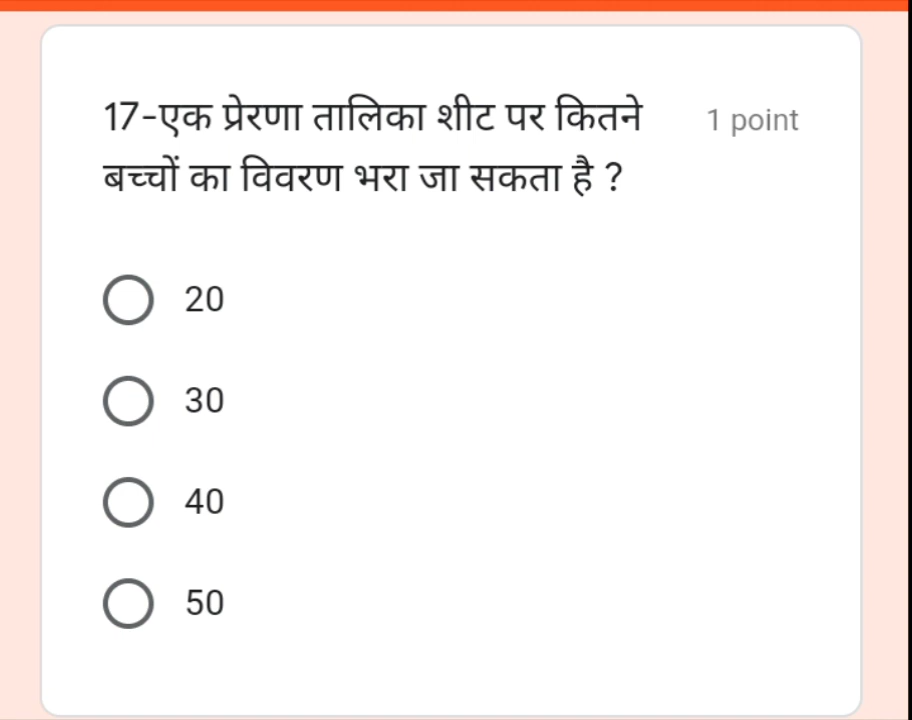 17-एक प्रेरणा तालिका शीट पर कितने 1 point
बच्चों का विवरण भरा जा सकता है ?
20
30
40
50